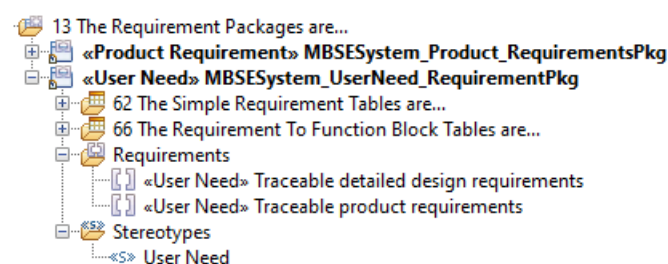 13 The Requirement Packages are...
«Product Requirement» MBSESystem_Product_RequirementsPkg
«User Need» MBSESystem_UserNeed_RequirementPkg
62 The Simple Requirement Tables are...
66 The Requirement To Function Block Tables are...
Requirements
«User Need» Traceable detailed design requirements
«User Need» Traceable product requirements
«S» Stereotypes
«S» User Need